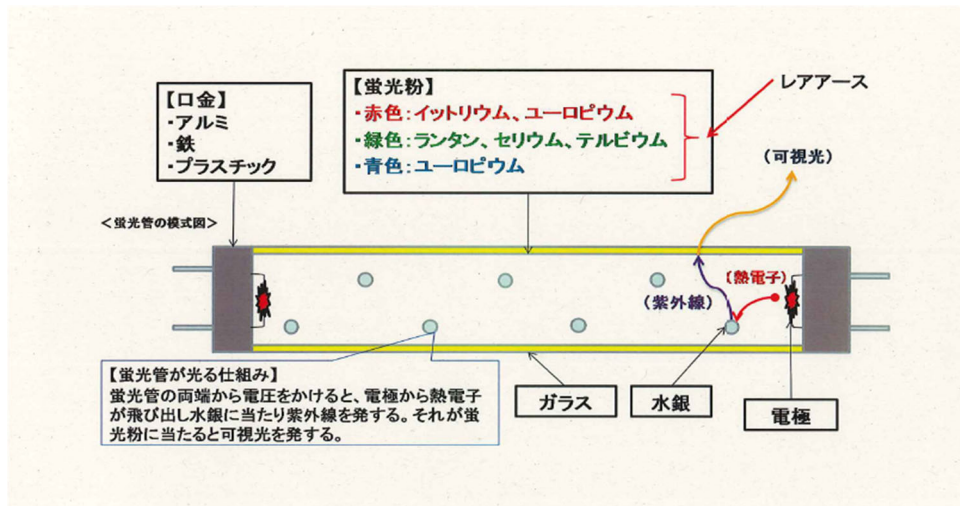 【口金】
・アルミ
・鉄
・プラスチック
【蛍光粉】
・赤色:イットリウム、ユーロピウム
・緑色:ランタン、セリウム、テルビウム
・青色:ユーロピウム
レアアース
(可視光)
<蛍光管の模式図>
(熱電子)
(紫外線)
【蛍光管が光る仕組み】
蛍光管の両端から電圧をかけると、電極から熱電子
が飛び出し水銀に当たり紫外線を発する。それが蛍
光粉に当たると可視光を発する。
ガラス
水銀
電極